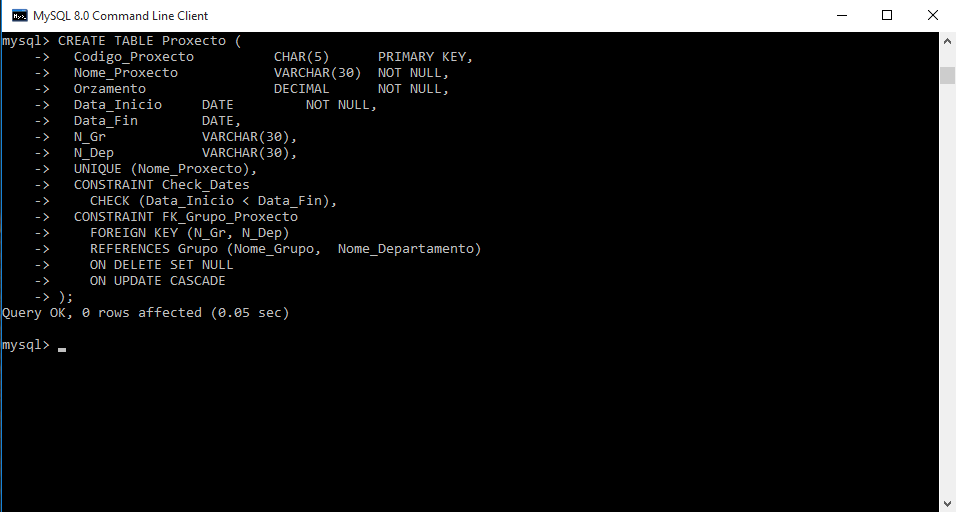 MySQL 8.0 Command Line Client
mysql> CREATE TABLE Proxecto (
    ->   Codigo_Proxecto          CHAR(5)      PRIMARY KEY,
    ->   Nome_Proxecto            VARCHAR(30)  NOT NULL,
    ->   Orzamento                DECIMAL      NOT NULL,
    ->   Data_Inicio     DATE         NOT NULL,
    ->   Data_Fin        DATE,
    ->   N_Gr            VARCHAR(30),
    ->   N_Dep           VARCHAR(30),
    ->   UNIQUE (Nome_Proxecto),
    ->   CONSTRAINT Check_Dates
    ->     CHECK (Data_Inicio < Data_Fin),
    ->   CONSTRAINT FK_Grupo_Proxecto
    ->     FOREIGN KEY (N_Gr, N_Dep)
    ->     REFERENCES Grupo (Nome_Grupo,  Nome_Departamento)
    ->     ON DELETE SET NULL
    ->     ON UPDATE CASCADE
    -> );
Query OK, 0 rows affected (0.05 sec)
mysql>